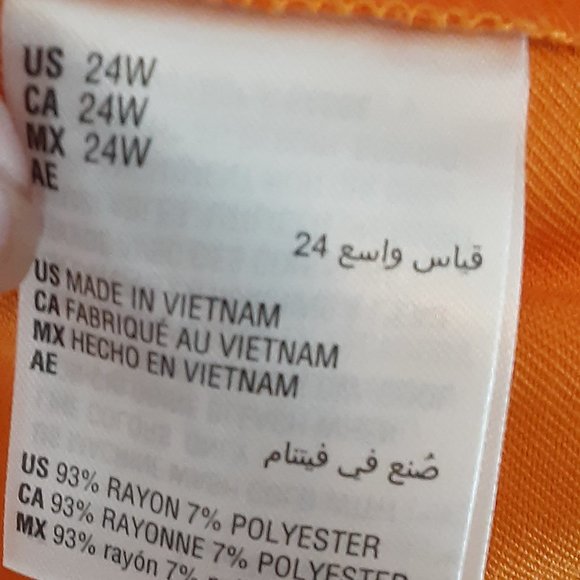 US 24W
CA 24W
MX 24W
AE
قياس واسع 24
US MADE IN VIETNAM
CA FABRIQUÉ AU VIETNAM
MX HECHO EN VIETNAM
AE
صُنع في فيتنام
US 93% RAYON 7% POLYESTER
CA 93% RAYONNE 7% POLYESTER
MX 93% rayón 7%